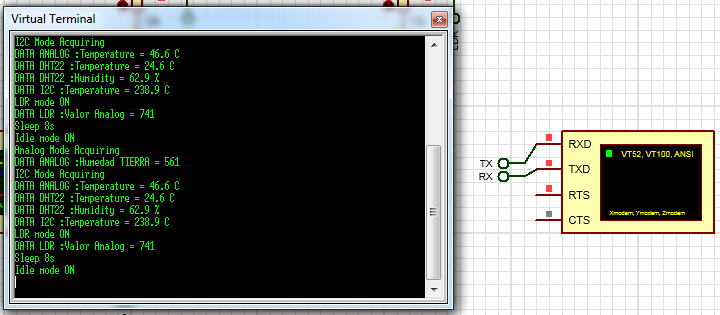 Virtual Terminal
I2C Mode Acquiring
DATA ANALOG :Temperature = 46.6 C
DATA DHT22 :Temperature = 24.6 C
DATA DHT22 :Humidity = 62.9 %
DATA I2C :Temperature = 238.9 C
LDR mode ON
DATA LDR :Valor Analog = 741
Sleep 8s
Idle mode ON
Analog Mode Acquiring
DATA ANALOG :Humedad TIERRA = 561
I2C Mode Acquiring
DATA ANALOG :Temperature = 46.6 C
DATA DHT22 :Temperature = 24.6 C
DATA DHT22 :Humidity = 62.9 %
DATA I2C :Temperature = 238.9 C
LDR mode ON
DATA LDR :Valor Analog = 741
Sleep 8s
Idle mode ON
LDR
TX
RX
RXD
TXD
RTS
CTS
VT52, VT100, ANSI
Xmodem, Ymodem, Zmodem